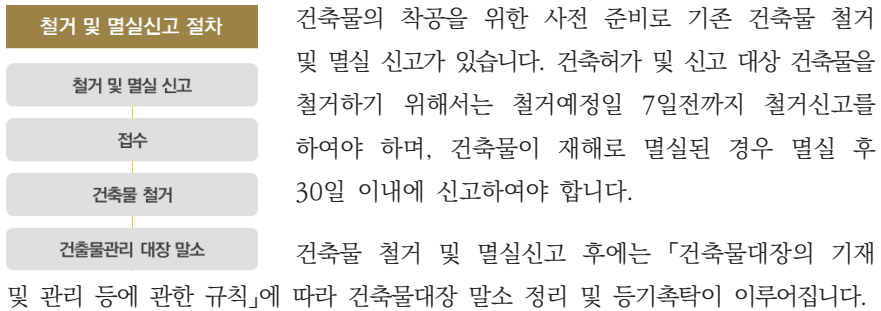 철거 및 멸실신고 절차
철거 및 멸실 신고
접수
건축물 철거
건출물관리 대장 말소
건축물의 착공을 위한 사전 준비로 기존 건축물 철거
및 멸실 신고가 있습니다. 건축허가 및 신고 대상 건축물을
철거하기 위해서는 철거예정일 7일전까지 철거신고를
하여야 하며, 건축물이 재해로 멸실된 경우 멸실 후
30일 이내에 신고하여야 합니다.
건축물 철거 및 멸실신고 후에는 「건축물대장의 기재
및 관리 등에 관한 규칙」에 따라 건축물대장 말소 정리 및 등기촉탁이 이루어집니다.